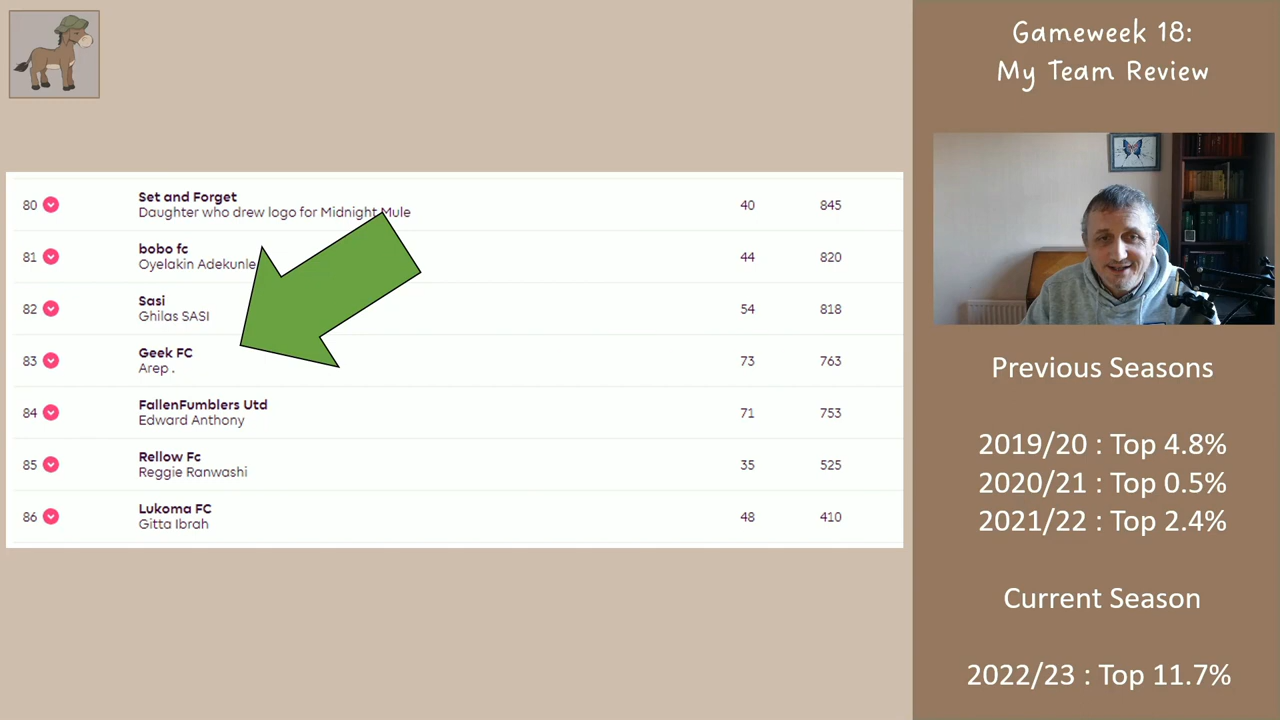 Gameweek 18:
My Team Review
80 Set and Forget 40 845
Daughter who drew logo for Midnight Mule
81 bobo fc 44 820
Oyelakin Adekunle
82 Sasi 54 818
Ghilas SASI
83 Geek FC 73 763
Arep .
84 FallenFumblers Utd 71 753
Edward Anthony
85 Rellow Fc 35 525
Reggie Ranwashi
86 Lukoma FC 48 410
Gitta Ibrah
Previous Seasons
2019/20 : Top 4.8%
2020/21 : Top 0.5%
2021/22 : Top 2.4%
Current Season
2022/23 : Top 11.7%